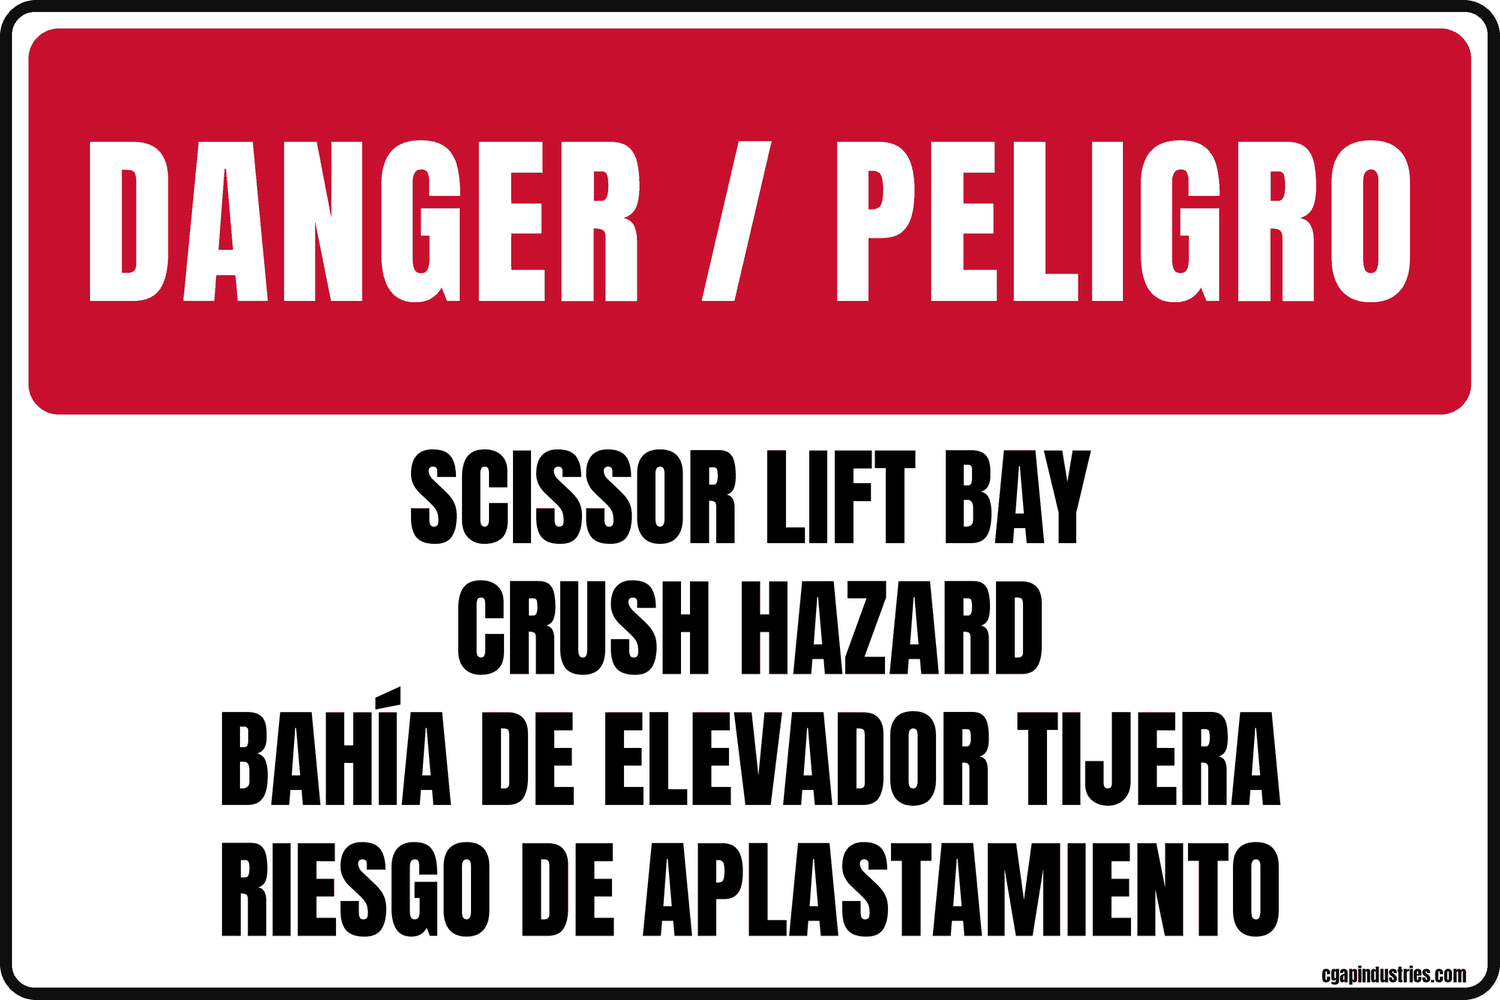 DANGER / PELIGRO
SCISSOR LIFT BAY
CRUSH HAZARD
BAHÍA DE ELEVADOR TIJERA
RIESGO DE APLASTAMIENTO
cgapindustries.com